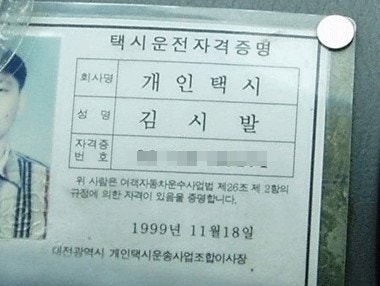 택시운전자격증명
회사명 개인택시
성명 김시발
자격증
번호
위 사람은 여객자동차운수사업법 제26조 제2항의
규정에 의한 자격이 있음을 증명합니다.
1999년 11월18일
대전광역시 개인택시운송사업조합이사장